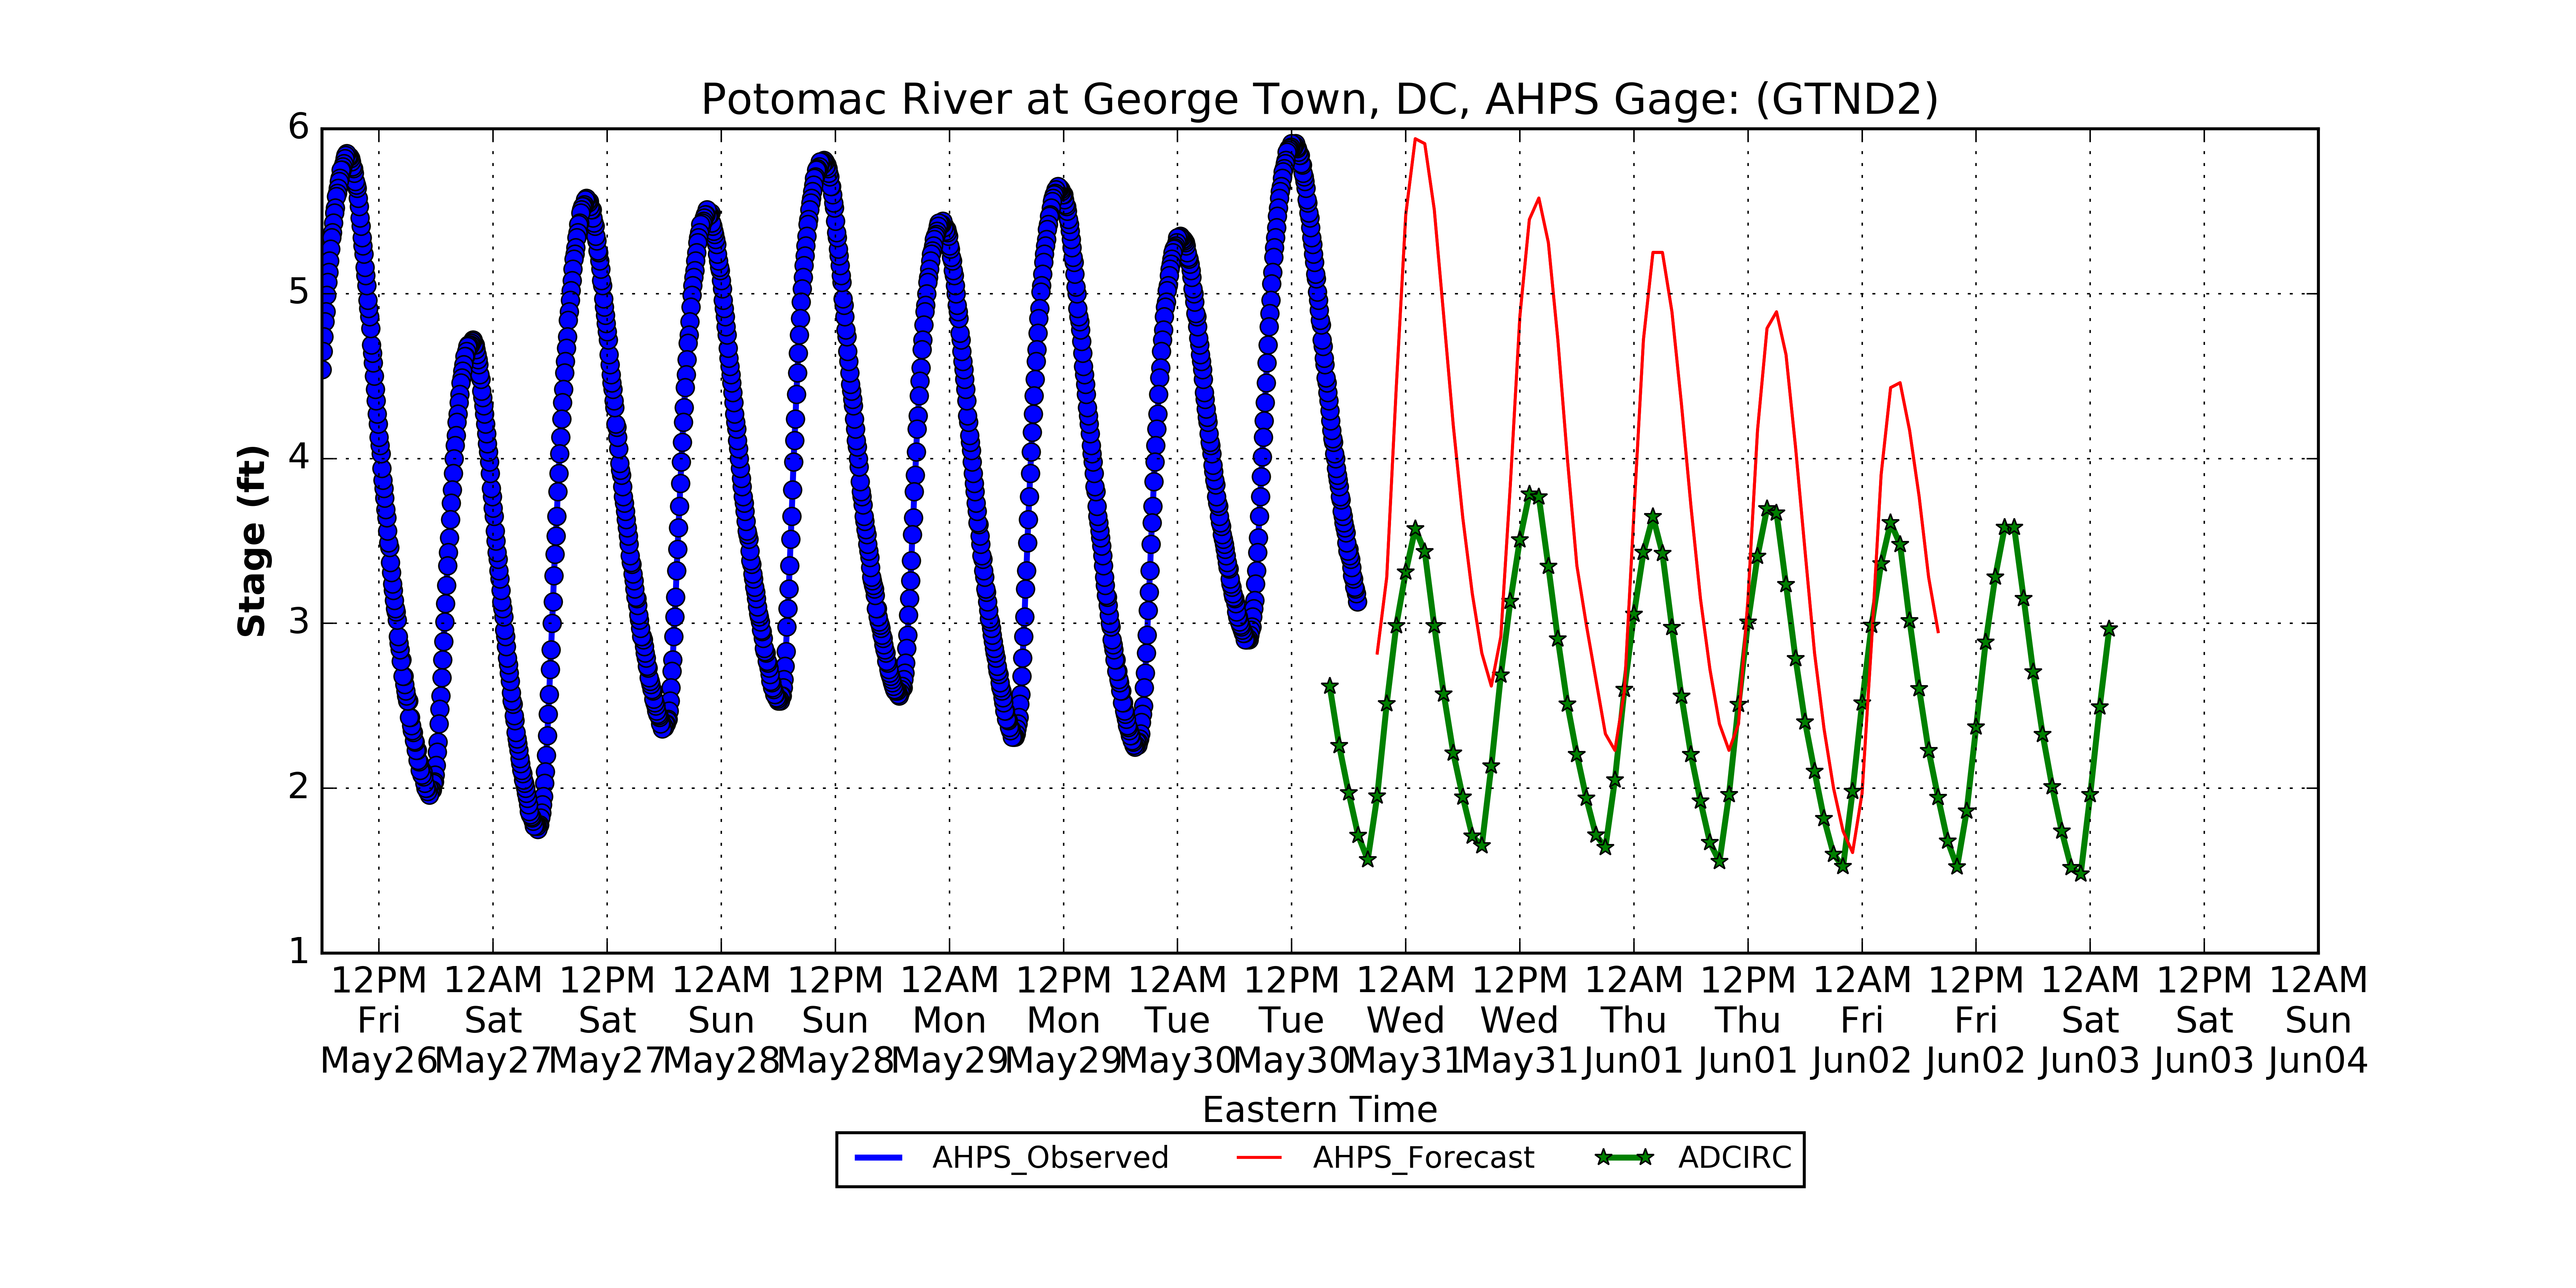 Potomac River at George Town, DC, AHPS Gage: (GTND2)
6
5
4
3
2
1
Stage (ft)
12PM 12AM 12PM 12AM 12PM 12AM 12PM 12AM 12PM 12AM 12PM 12AM 12PM 12AM 12PM 12AM 12PM 12AM
Fri Sat Sat Sun Sun Mon Mon Tue Tue Wed Wed Thu Thu Fri Fri Sat Sat Sun
May26 May27 May27 May28 May28 May29 May29 May30 May30 May31 May31 Jun01 Jun01 Jun02 Jun02 Jun03 Jun03 Jun04
Eastern Time
AHPS_Observed AHPS_Forecast ADCIRC